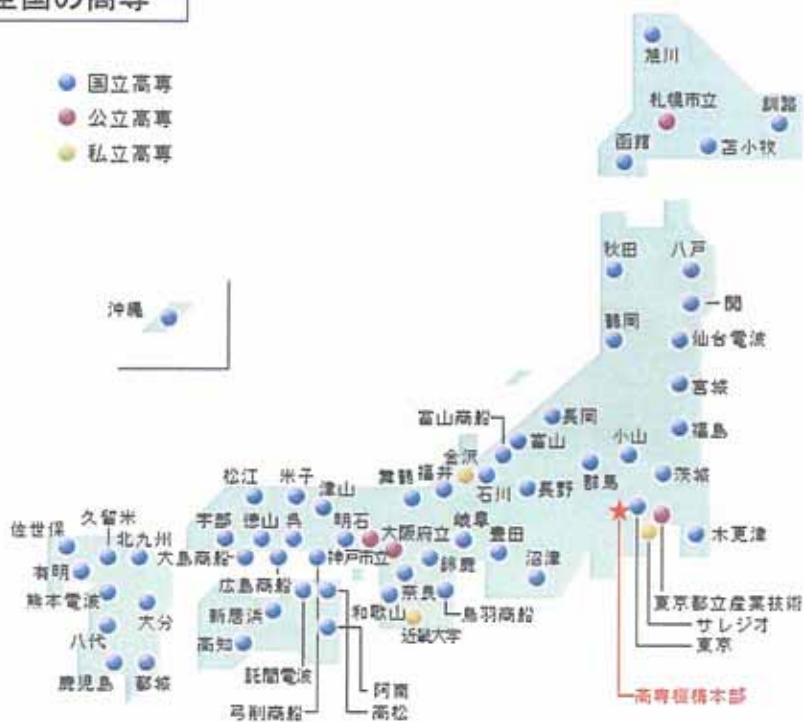 全国の高専
国立高専
公立高専
私立高専
旭川
札幌市立
釧路
函館
苫小牧
秋田
八戸
一関
沖縄
鶴岡
仙台電波
宮城
富山商船
長岡
福島
富山
小山
金沢
松江
米子
舞鶴
福井
石川
長野
群馬
茨城
津山
久留米
佐世保
北九州
宇部
徳山
呉
明石
大阪府立
岐阜
豊田
木更津
有明
大島商船
神戸市立
鈴鹿
沼津
熊本電波
広島商船
奈良
鳥羽商船
東京都立産業技術
大分
新居浜
和歌山
サレジオ
八代
高知
近畿大学
東京
鹿児島
都城
詫間電波
阿南
高専機構本部
弓削商船
高松